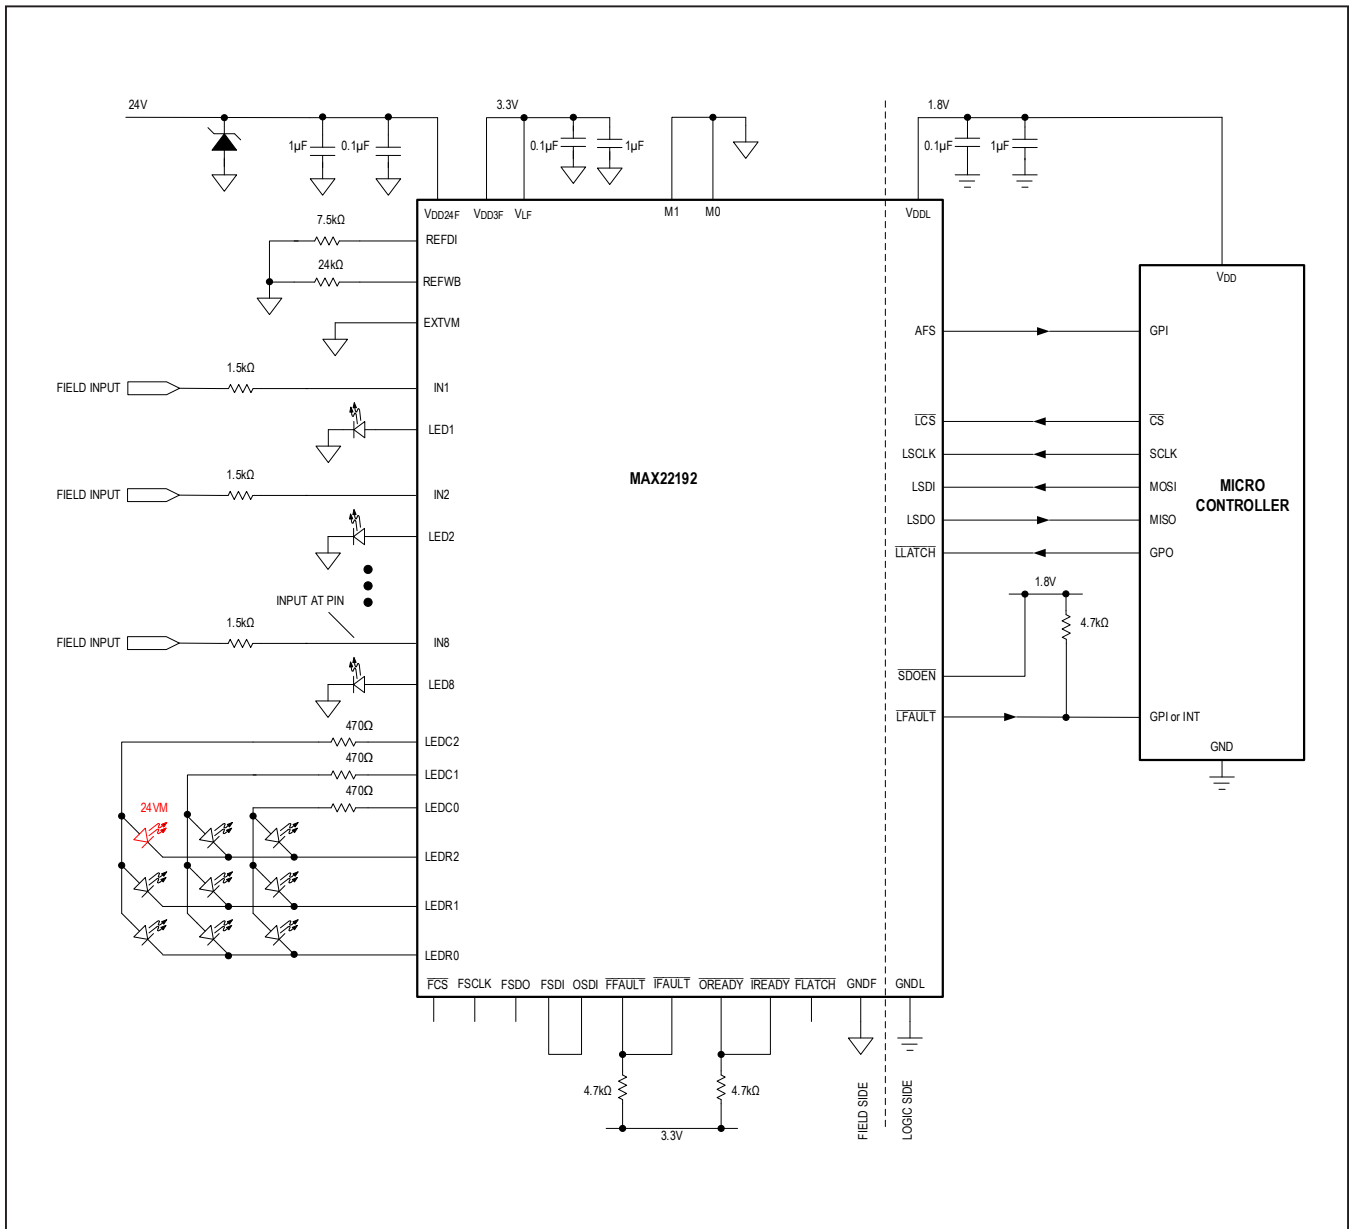 24V
3.3V
1.8V
1µF
0.1µF
0.1µF
1µF
0.1µF
1µF
VDD24F
VDD3F
VLF
M1
M0
VDDL
7.5kΩ
REFDI
24kΩ
REFWB
EXTVM
VDD
AFS
GPI
FIELD INPUT
1.5kΩ
IN1
LED1
LCS
CS
LSCLK
SCLK
MAX22192
MICRO
CONTROLLER
FIELD INPUT
1.5kΩ
IN2
LSDI
MOSI
LSDO
MISO
LED2
LLATCH
GPO
1.8V
INPUT AT PIN
4.7kΩ
FIELD INPUT
1.5kΩ
IN8
SDOEN
LED8
LFAULT
GPI or INT
470Ω
LEDC2
GND
470Ω
LEDC1
470Ω
LEDC0
24VM
LEDR2
LEDR1
LEDR0
FCS
FSCLK
FSDO
FSDI
OSDI
FFAULT
IFAULT
OREADY
IREADY
FLATCH
GNDF
GNDL
4.7kΩ
4.7kΩ
3.3V
FIELD SIDE
LOGIC SIDE